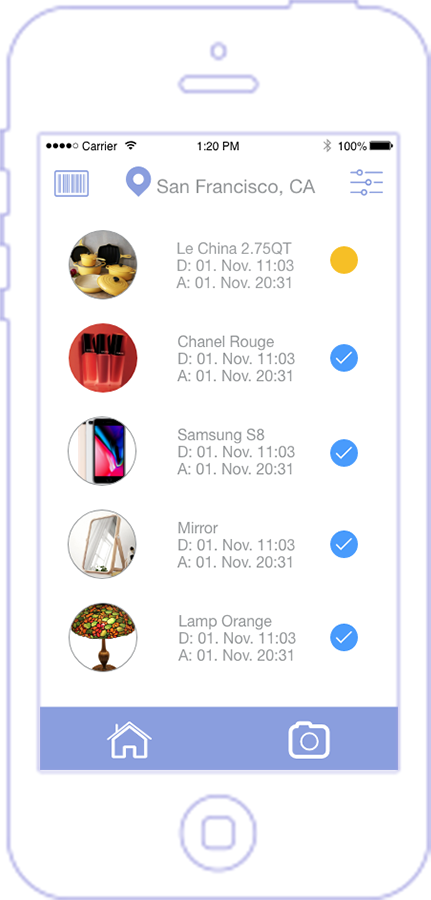 Carrier 1:20 PM 100%
San Francisco, CA
Le China 2.75QT
D: 01. Nov. 11:03
A: 01. Nov. 20:31
Chanel Rouge
D: 01. Nov. 11:03
A: 01. Nov. 20:31
Samsung S8
D: 01. Nov. 11:03
A: 01. Nov. 20:31
Mirror
D: 01. Nov. 11:03
A: 01. Nov. 20:31
Lamp Orange
D: 01. Nov. 11:03
A: 01. Nov. 20:31